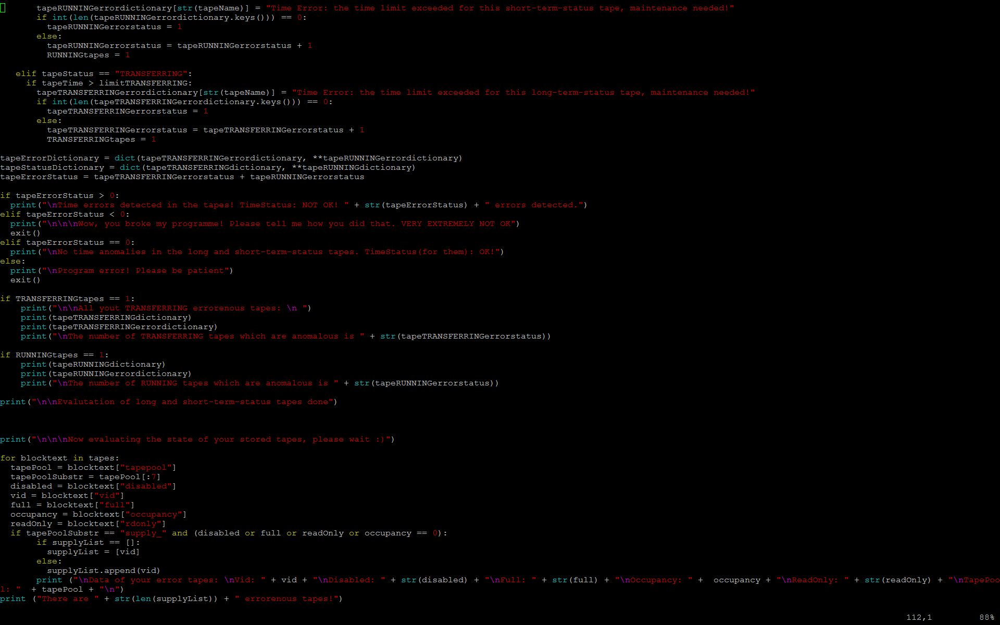 tapeRUNNINGerrordictionary[str(tapeName)] = "Time Error: the time limit exceeded for this short-term-status tape, maintenance needed!"
       if int(len(tapeRUNNINGerrordictionary.keys())) == 0:
         tapeRUNNINGerrorstatus = 1
       else:
         tapeRUNNINGerrorstatus = tapeRUNNINGerrorstatus + 1
         RUNNINGtapes = 1

   elif tapeStatus == "TRANSFERRING":
     if tapeTime > limitTRANSFERRING:
       tapeTRANSFERRINGerrordictionary[str(tapeName)] = "Time Error: the time limit exceeded for this long-term-status tape, maintenance needed!"
       if int(len(tapeTRANSFERRINGerrordictionary.keys())) == 0:
         tapeTRANSFERRINGerrorstatus = 1
       else:
         tapeTRANSFERRINGerrorstatus = tapeTRANSFERRINGerrorstatus + 1
         TRANSFERRINGtapes = 1

tapeErrorDictionary = dict(tapeTRANSFERRINGerrordictionary, **tapeRUNNINGerrordictionary)
tapeStatusDictionary = dict(tapeTRANSFERRINGdictionary, **tapeRUNNINGdictionary)
tapeErrorStatus = tapeTRANSFERRINGerrorstatus + tapeRUNNINGerrorstatus

if tapeErrorStatus > 0:
  print("\nTime errors detected in the tapes! TimeStatus: NOT OK! " + str(tapeErrorStatus) + " errors detected.")
elif tapeErrorStatus < 0:
  print("\n\n\nWow, you broke my programme! Please tell me how you did that. VERY EXTREMELY NOT OK")
  exit()
elif tapeErrorStatus == 0:
  print("\nNo time anomalies in the long and short-term-status tapes. TimeStatus(for them): OK!")
else:
  print("\nProgram error! Please be patient")
  exit()

if TRANSFERRINGtapes == 1:
    print("\n\nAll yout TRANSFERRING errorenous tapes: \n ")
    print(tapeTRANSFERRINGdictionary)
    print(tapeTRANSFERRINGerrordictionary)
    print("\nThe number of TRANSFERRING tapes which are anomalous is " + str(tapeTRANSFERRINGerrorstatus))

if RUNNINGtapes == 1:
    print(tapeRUNNINGdictionary)
    print(tapeRUNNINGerrordictionary)
    print("\nThe number of RUNNING tapes which are anomalous is " + str(tapeRUNNINGerrorstatus))

print("\n\nEvalutation of long and short-term-status tapes done")

print("\n\n\nNow evaluating the state of your stored tapes, please wait :)")

for blocktext in tapes:
  tapePool = blocktext["tapepool"]
  tapePoolSubstr = tapePool[:7]
  disabled = blocktext["disabled"]
  vid = blocktext["vid"]
  full = blocktext["full"]
  occupancy = blocktext["occupancy"]
  readOnly = blocktext["rdonly"]
  if tapePoolSubstr == "supply_" and (disabled or full or readOnly or occupancy == 0):
       if supplyList == []:
         supplyList = [vid]
       else:
         supplyList.append(vid)
       print ("\nData of your error tapes: \nVid: " + vid + "\nDisabled: " + str(disabled) + "\nFull: " + str(full) + "\nOccupancy: " +  occupancy + "\nReadOnly: " + str(readOnly) + "\nTapePoo
l: "  + tapePool + "\n")
print ("There are " + str(len(supplyList)) + " errorenous tapes!")
112,1 88%